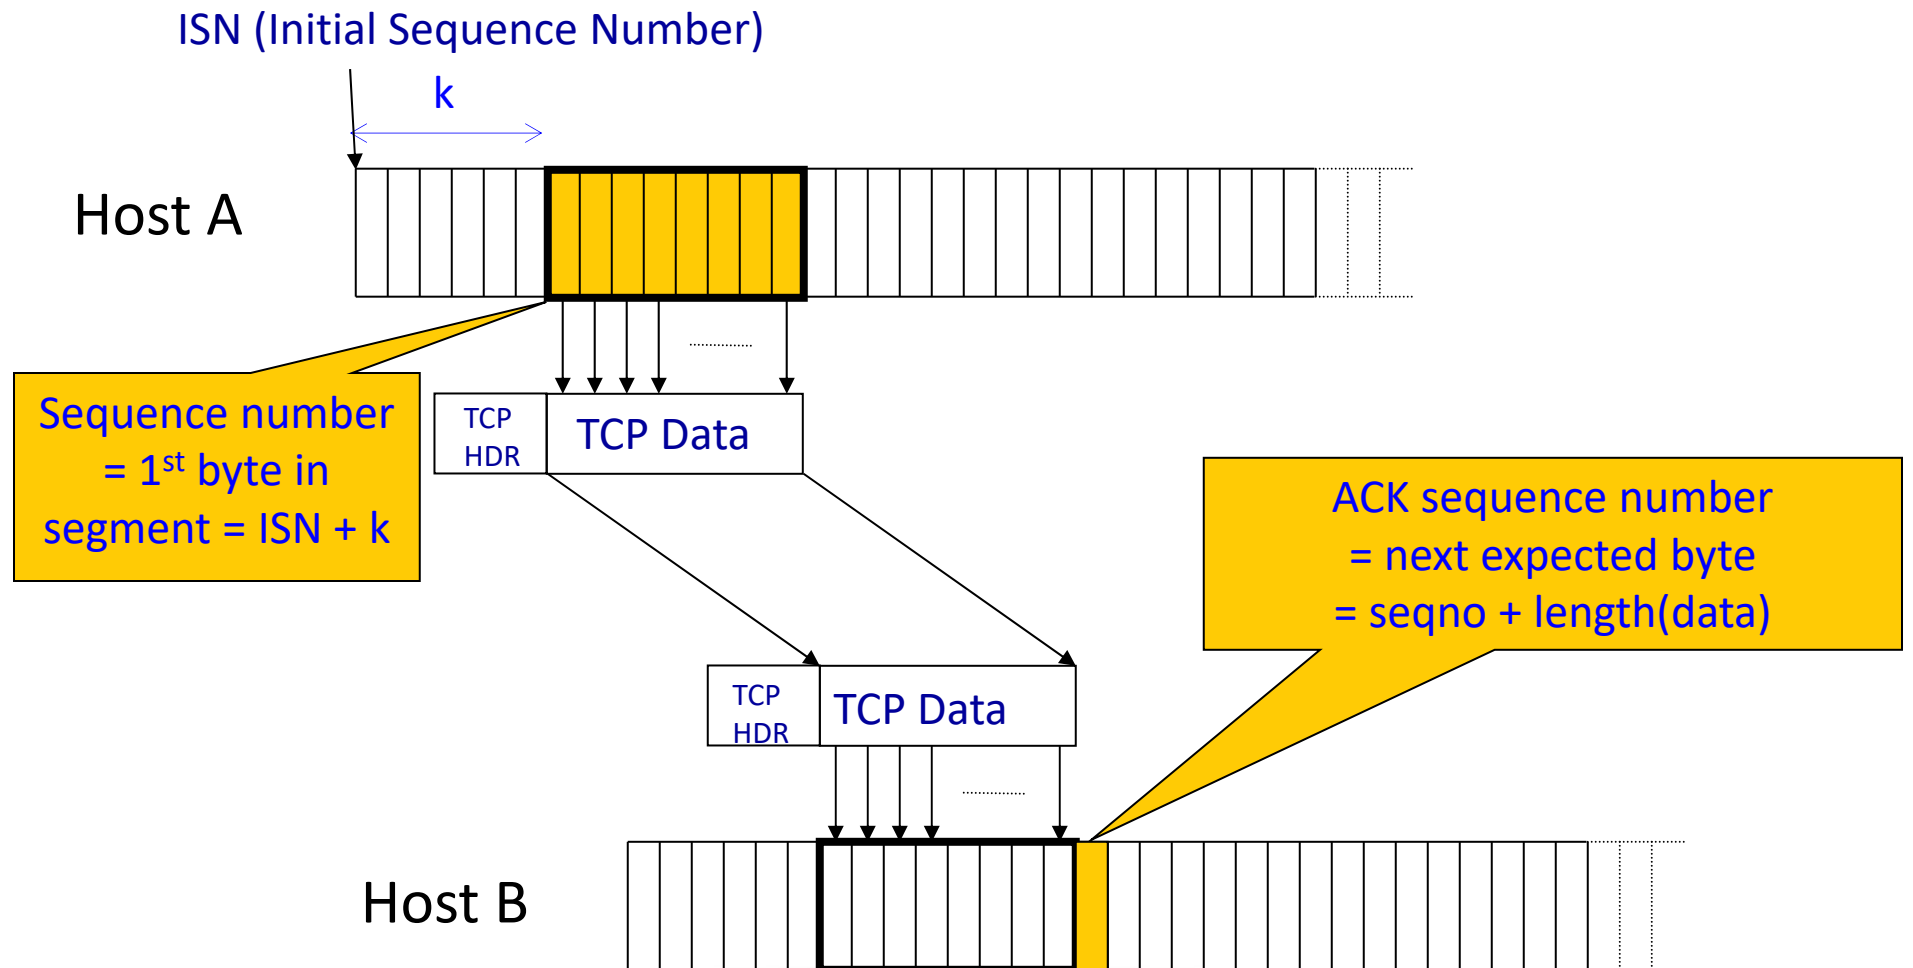 ISN (Initial Sequence Number)
k
Host A
Sequence number
= 1st byte in
segment = ISN + k
TCP
HDR
TCP Data
ACK sequence number
= next expected byte
= seqno + length(data)
TCP
HDR
TCP Data
Host B